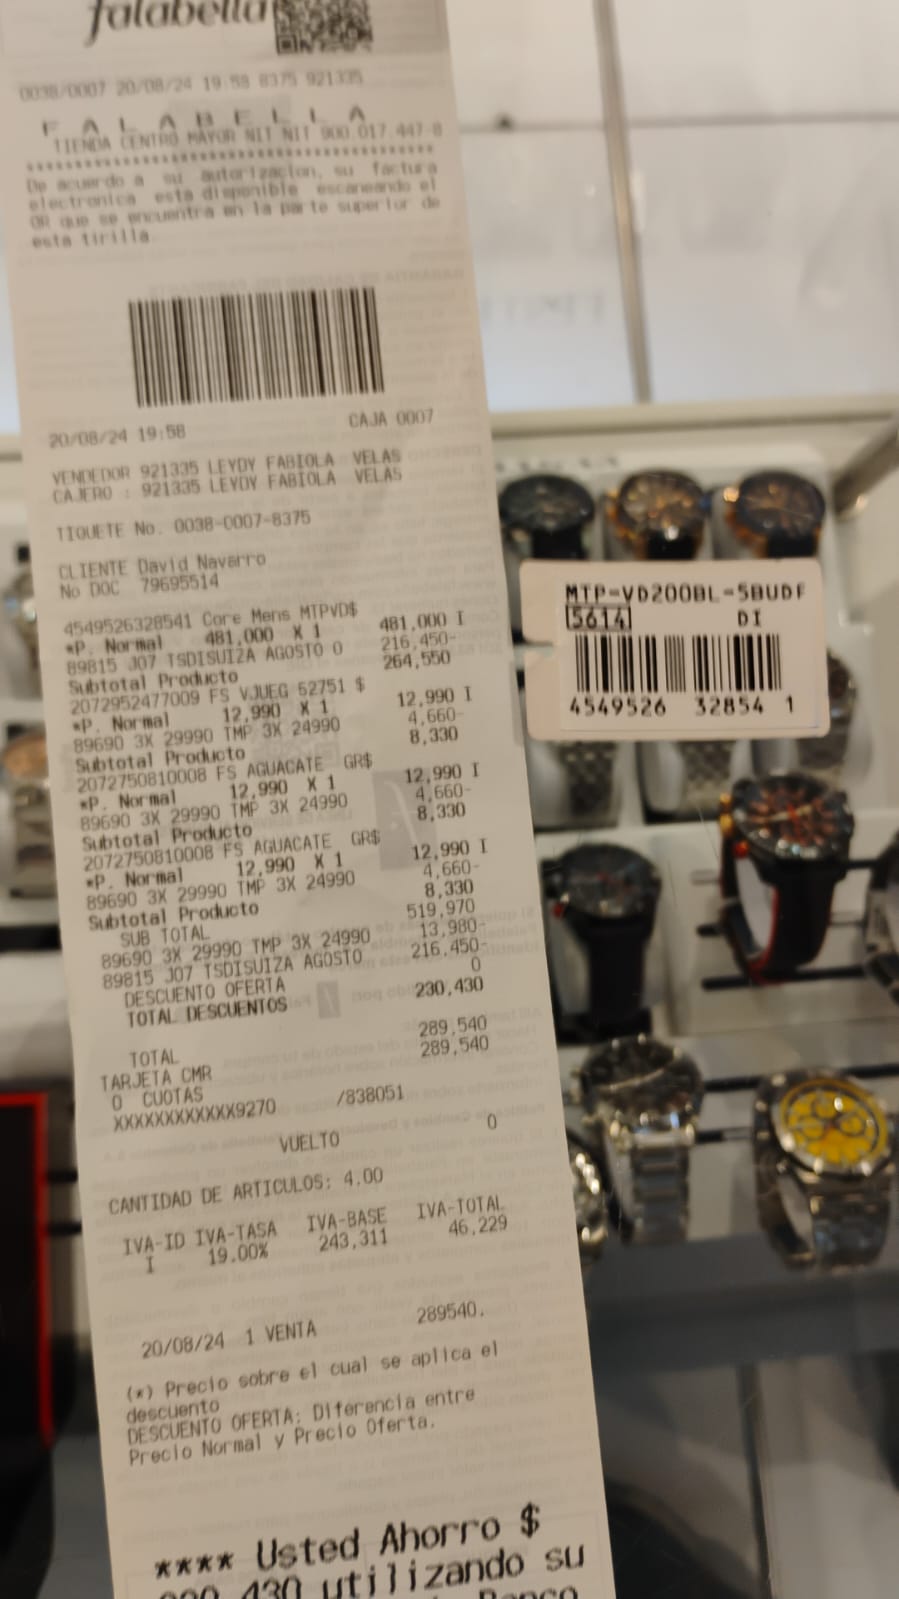 falabella
0038/0007 20/08/24 19:58 8375 921335
F A L A B E L L A
TIENDA CENTRO MAYOR NIT NIT 900.017.447-8
De acuerdo a su autorizacion, su factura
electronica esta disponible escaneando el
QR que se encuentra en la parte superior de
esta tirilla.
20/08/24 19:58 CAJA 0007
VENDEDOR 921335 LEYDY FABIOLA VELAS
CAJERO : 921335 LEYDY FABIOLA VELAS
TIQUETE No. 0038-0007-8375
CLIENTE David Navarro
No DOC 79695514
4549526328541 Core Mens MTPVD$ 481,000 I
*P. Normal 481,000 X 1
89815 J07 TSDISUIZA AGOSTO 0 216,450-
Subtotal Producto 264,550
2072952477009 FS VJUEG 52751 $ 12,990 I
*P. Normal 12,990 X 1
89690 3X 29990 TMP 3X 24990 4,660-
Subtotal Producto 8,330
2072750810008 FS AGUACATE GR$ 12,990 I
*P. Normal 12,990 X 1
89690 3X 29990 TMP 3X 24990 4,660-
Subtotal Producto 8,330
2072750810008 FS AGUACATE GR$ 12,990 I
*P. Normal 12,990 X 1
89690 3X 29990 TMP 3X 24990 4,660-
Subtotal Producto 8,330
SUB TOTAL 519,970
89690 3X 29990 TMP 3X 24990 13,980-
89815 J07 TSDISUIZA AGOSTO 216,450-
DESCUENTO OFERTA 0
TOTAL DESCUENTOS 230,430
TOTAL 289,540
TARJETA CMR 289,540
0 CUOTAS
XXXXXXXXXXXX9270 /838051
VUELTO 0
CANTIDAD DE ARTICULOS: 4.00
IVA-ID IVA-TASA IVA-BASE IVA-TOTAL
I 19.00% 243,311 46,229
20/08/24 1 VENTA 289540.
(*) Precio sobre el cual se aplica el
descuento
DESCUENTO OFERTA: Diferencia entre
Precio Normal y Precio Oferta.
**** Usted Ahorro $
430 utilizando su
MTP-VD200BL-5BUDF
5614 DI
4549526 32854 1